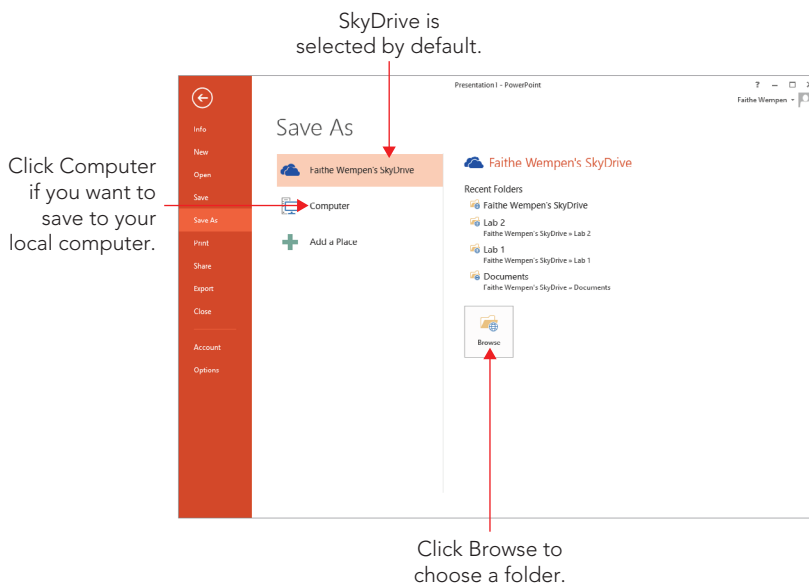 SkyDrive is
selected by default.
Presentation1 - PowerPoint
?
Faithe Wempen
Info
New
Open
Save
Save As
Print
Share
Export
Close
Account
Options
Save As
Faithe Wempen's SkyDrive
Computer
Add a Place
Faithe Wempen's SkyDrive
Recent Folders
Faithe Wempen's SkyDrive
Lab 2
Faithe Wempen's SkyDrive » Lab 2
Lab 1
Faithe Wempen's SkyDrive » Lab 1
Documents
Faithe Wempen's SkyDrive » Documents
Browse
Click Computer
if you want to
save to your
local computer.
Click Browse to
choose a folder.